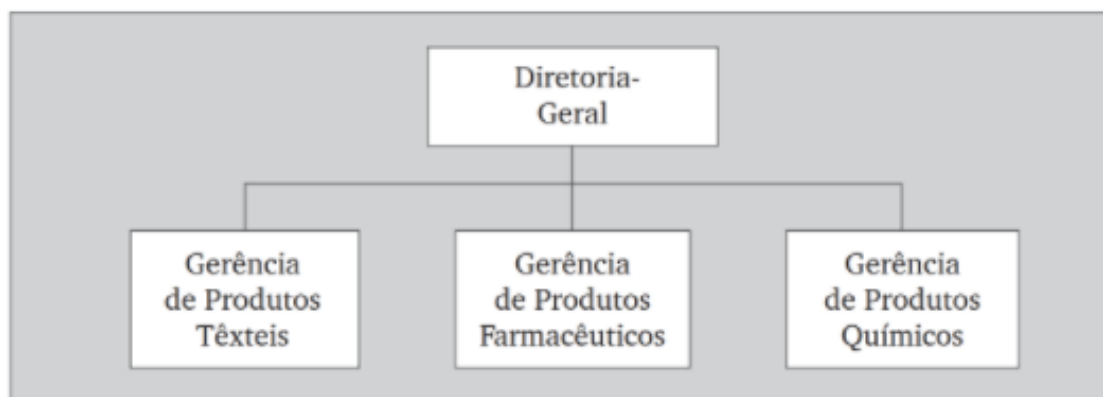 Diretoria-
Geral
Gerência
de Produtos
Têxteis
Gerência
de Produtos
Farmacêuticos
Gerência
de Produtos
Químicos